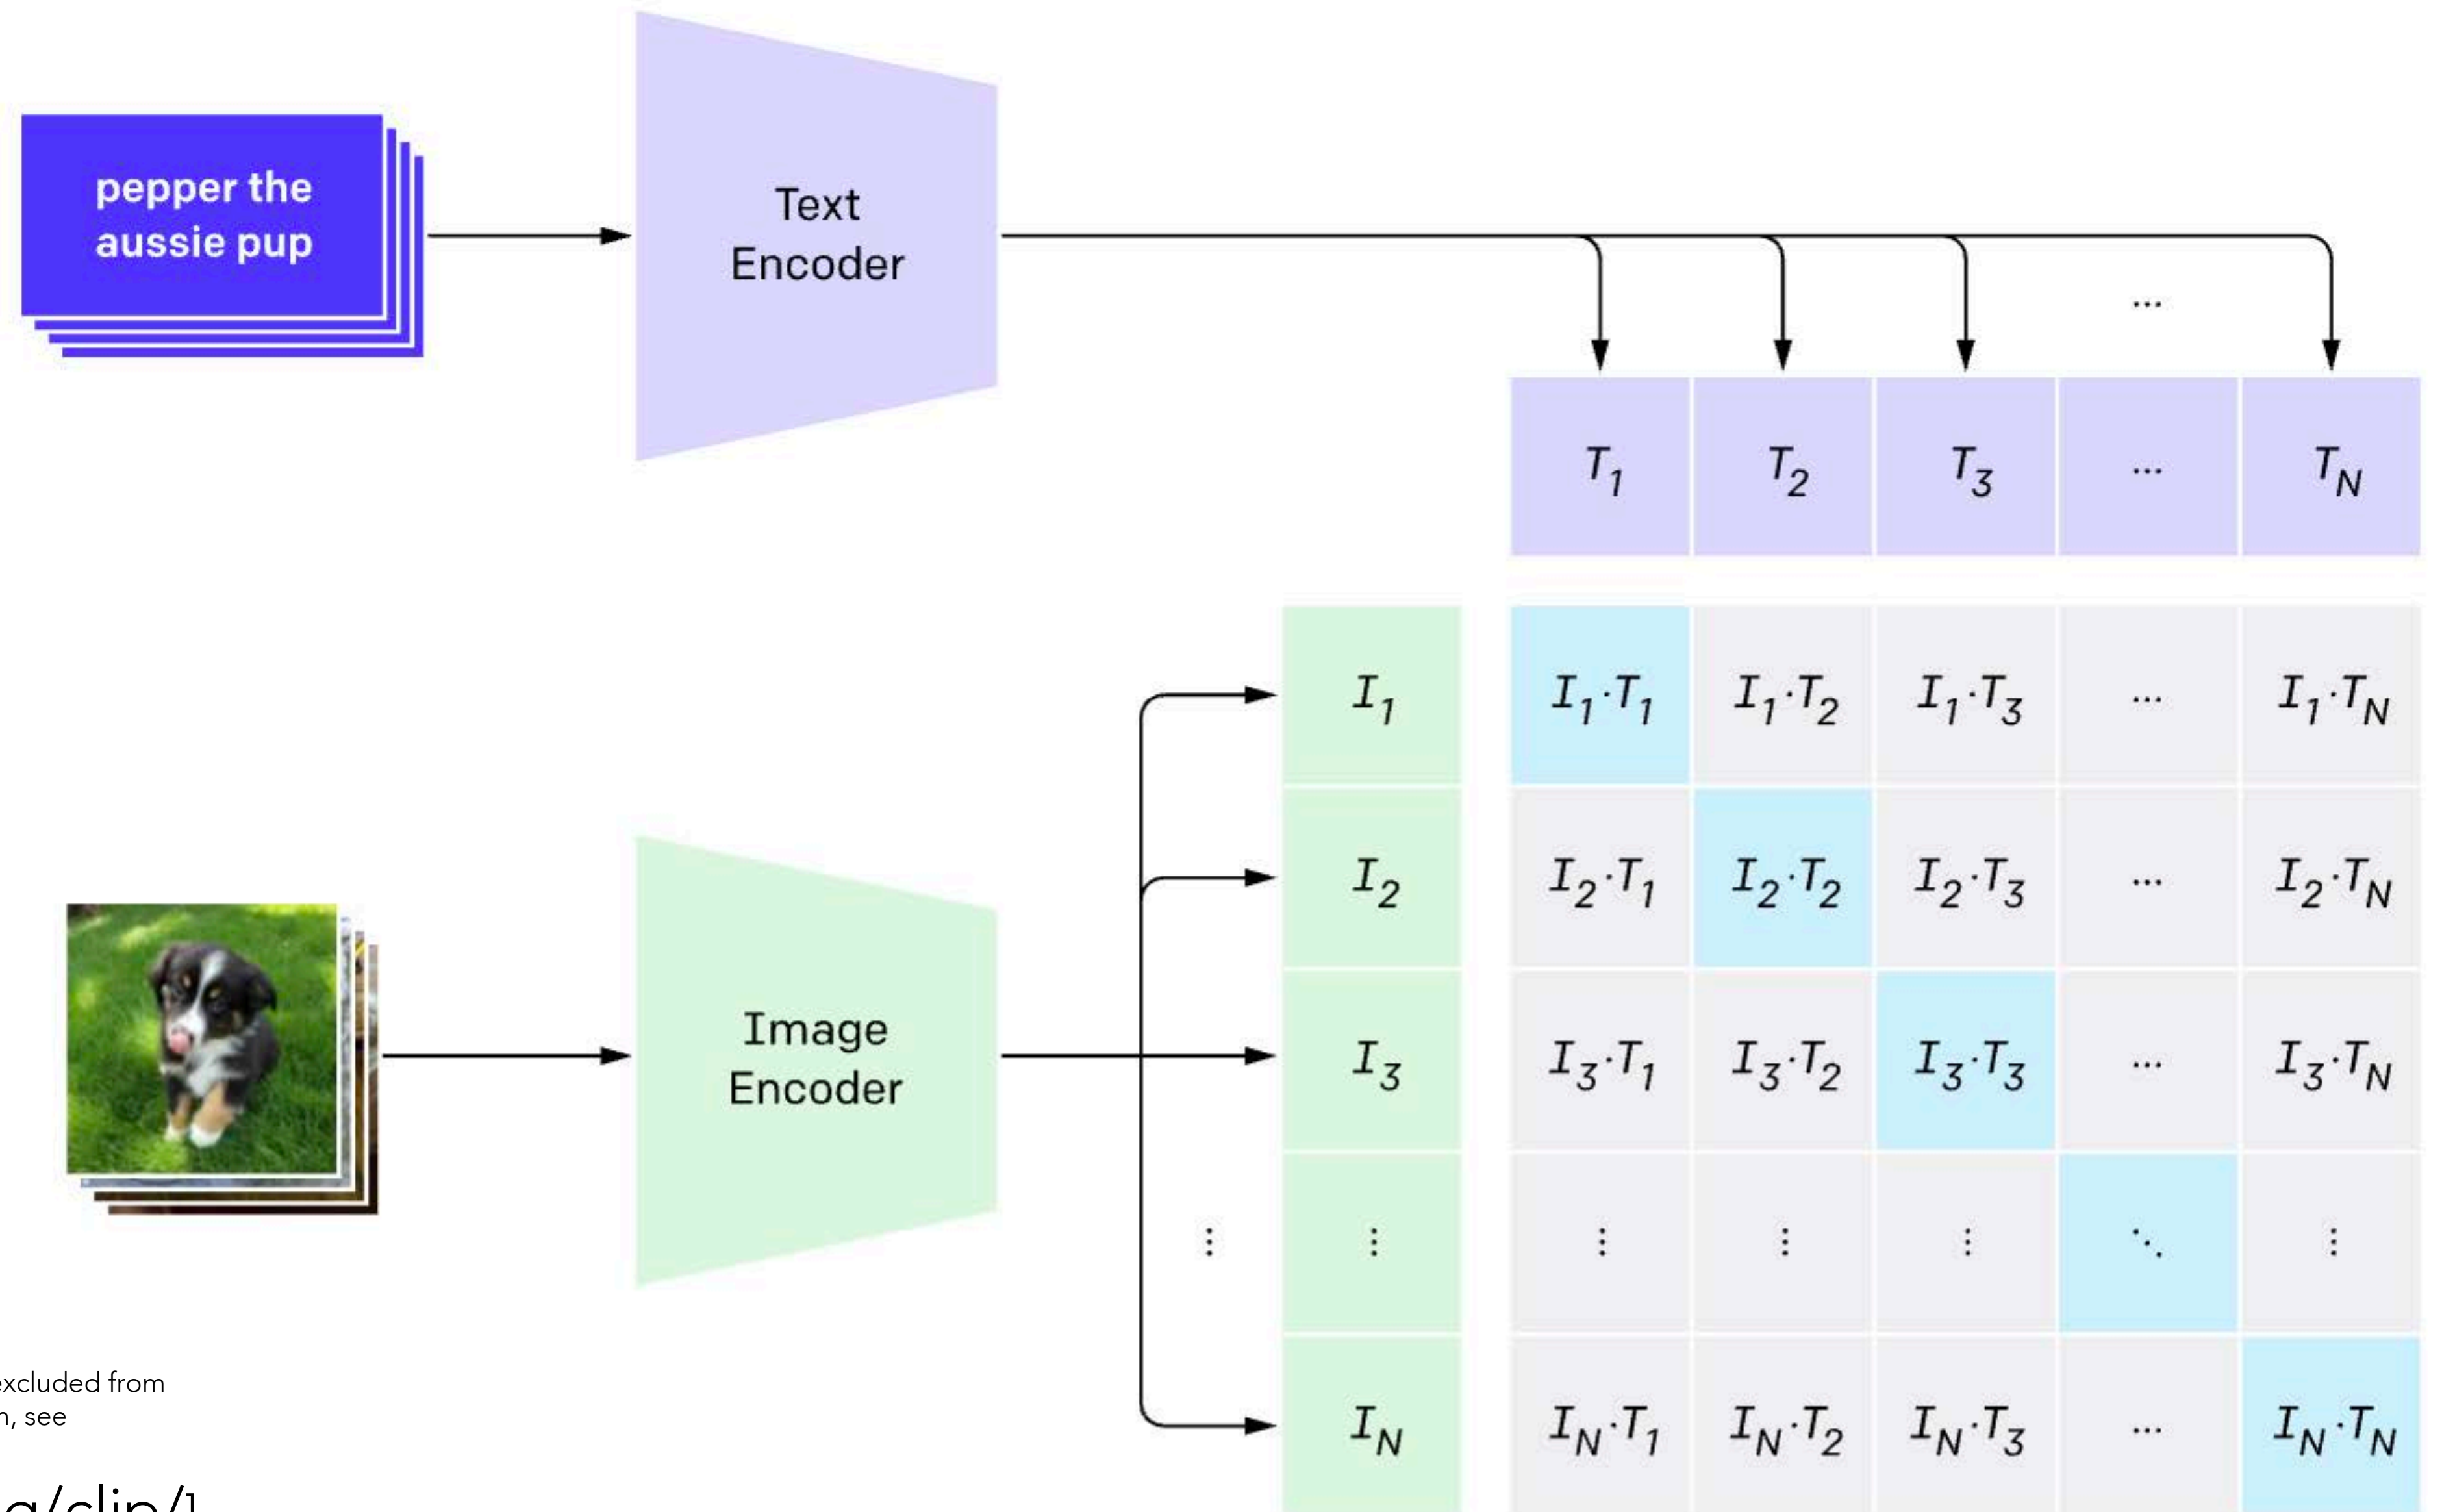 pepper the
aussie pup
Text
Encoder
...
T1 T2 T3 ... TN
I1 I1·T1 I1·T2 I1·T3 ... I1·TN
I2 I2·T1 I2·T2 I2·T3 ... I2·TN
Image
Encoder
I3 I3·T1 I3·T2 I3·T3 ... I3·TN
⋮ ⋮ ⋮ ⋮ ⋮ ⋱ ⋮
IN IN·T1 IN·T2 IN·T3 ... IN·TN
excluded from
see
/clip/]